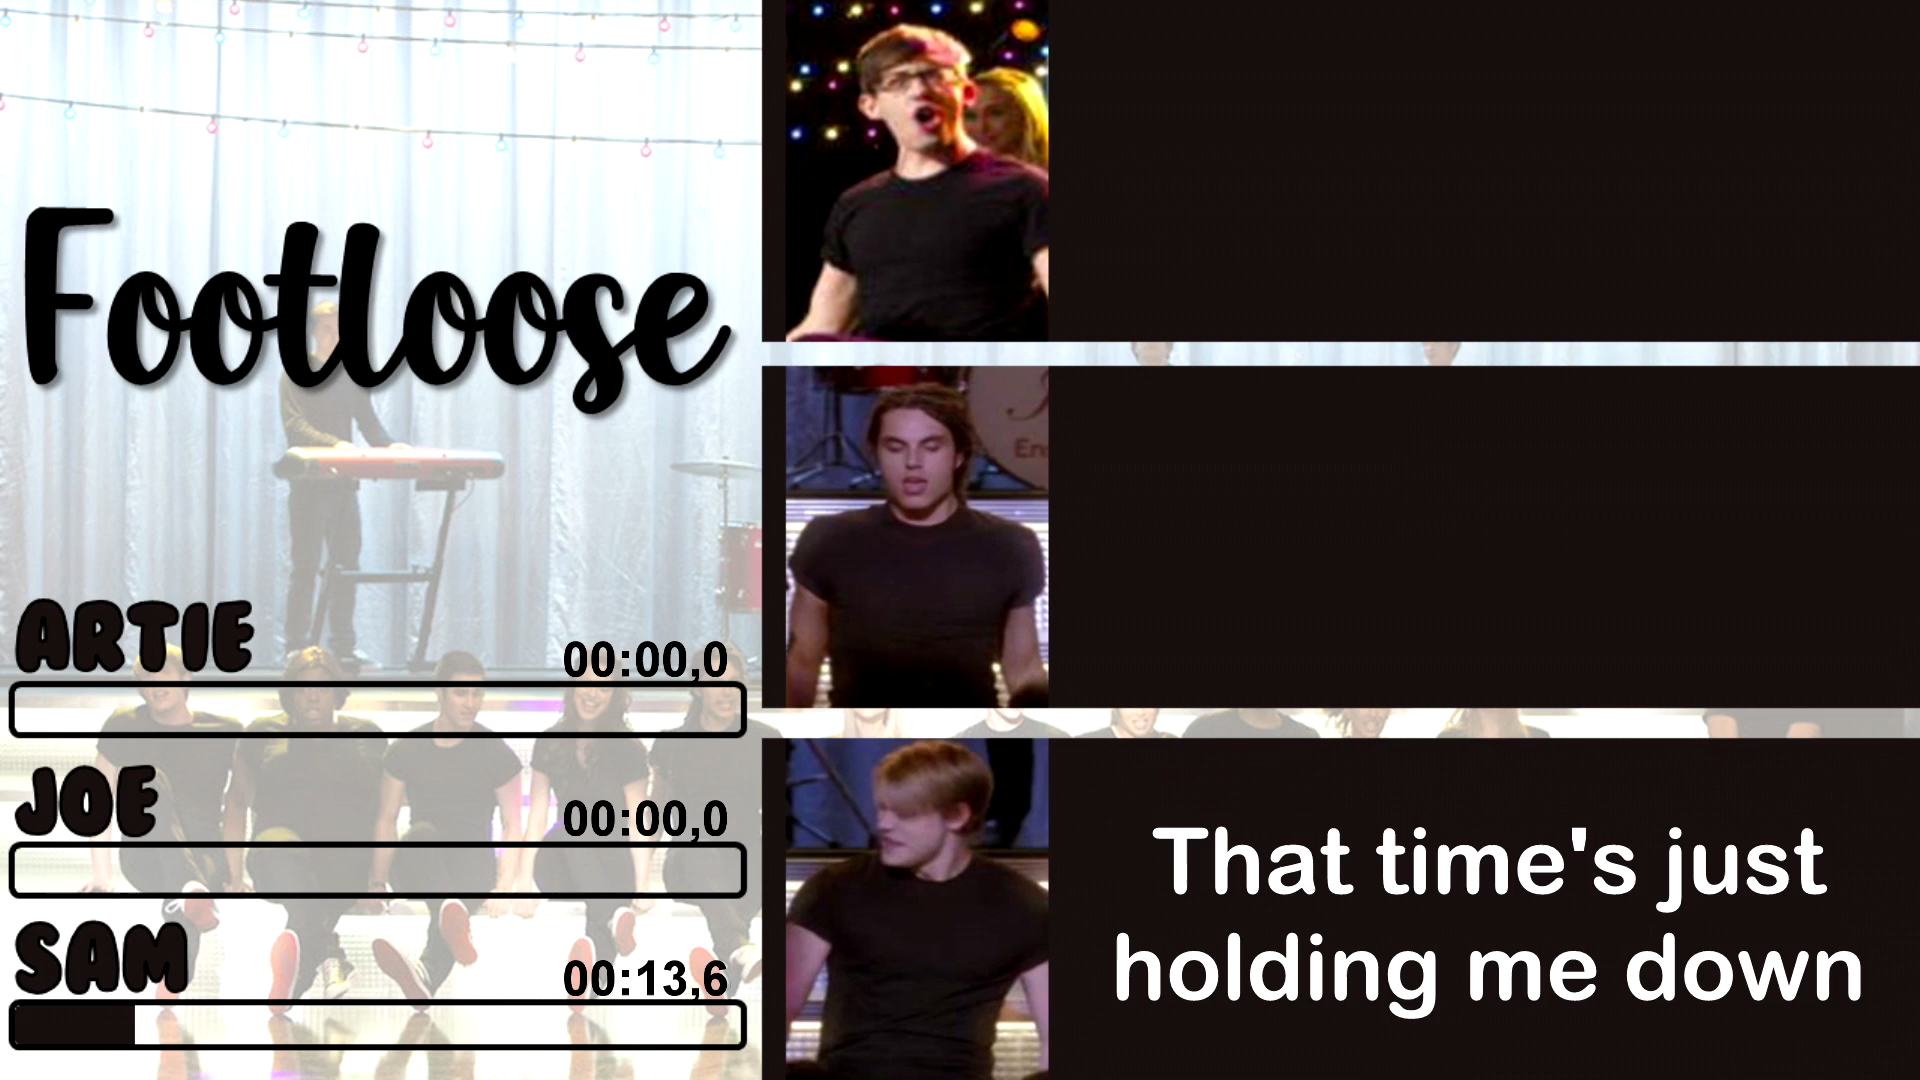 Footloose
ARTIE
00:00,0
JOE
00:00,0
SAM
00:13,6
That time's just
holding me down